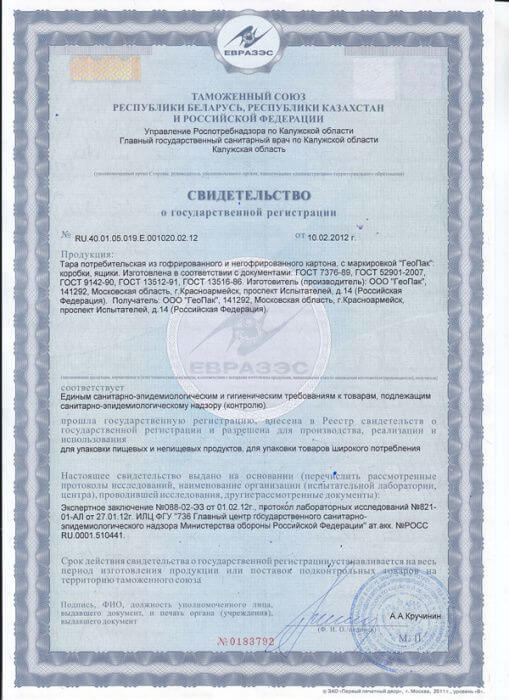 ЕВРАЗЭС
ТАМОЖЕННЫЙ СОЮЗ
РЕСПУБЛИКИ БЕЛАРУСЬ, РЕСПУБЛИКИ КАЗАХСТАН
И РОССИЙСКОЙ ФЕДЕРАЦИИ
Управление Роспотребнадзора по Калужской области
Главный государственный санитарный врач по Калужской области
Калужская область
(уполномоченный орган Стороны, руководитель уполномоченного органа, наименование административно-территориального образования)
СВИДЕТЕЛЬСТВО
о государственной регистрации
№ RU.40.01.05.019.Е.001020.02.12 от 10.02.2012 г.
Продукция:
Тара потребительская из гофрированного и негофрированного картона, с маркировкой "ГеоПак":
коробки, ящики. Изготовлена в соответствии с документами: ГОСТ 7376-89, ГОСТ 52901-2007,
ГОСТ 9142-90, ГОСТ 13512-91, ГОСТ 13516-86. Изготовитель (производитель): ООО "ГеоПак",
141292, Московская область, г.Красноармейск, проспект Испытателей, д.14 (Российская
Федерация). Получатель: ООО "ГеоПак", 141292, Московская область, г.Красноармейск,
проспект Испытателей, д.14 (Российская Федерация).
ЕВРАЗЭС
соответствует
Единым санитарно-эпидемиологическим и гигиеническим требованиям к товарам, подлежащим
санитарно-эпидемиологическому надзору (контролю).
прошла государственную регистрацию, внесена в Реестр свидетельств о
государственной регистрации и разрешена для производства, реализации и
использования
для упаковки пищевых и непищевых продуктов, для упаковки товаров широкого потребления
Настоящее свидетельство выдано на основании (перечислить рассмотренные
протоколы исследований, наименование организации (испытательной лаборатории,
центра), проводившей исследования, другие рассмотренные документы):
Экспертное заключение №088-02-ЭЗ от 01.02.12г., протокол лабораторных исследований №821-
01-АЛ от 27.01.12г. ИЛЦ ФГУ "736 Главный центр государственного санитарно-
эпидемиологического надзора Министерства обороны Российской Федерации" ат.акк. №РОСС
RU.0001.510441.
Срок действия свидетельства о государственной регистрации устанавливается на весь
период изготовления продукции или поставок подконтрольных товаров на
территорию таможенного союза
Подпись, ФИО, должность уполномоченного лица,
выдавшего документ, и печать органа (учреждения),
выдавшего документ
А.А.Кручинин
(Ф. И. О./подпись)
М. П.
№0183792
© ЗАО «Первый печатный двор», г. Москва, 2011 г., уровень «В».